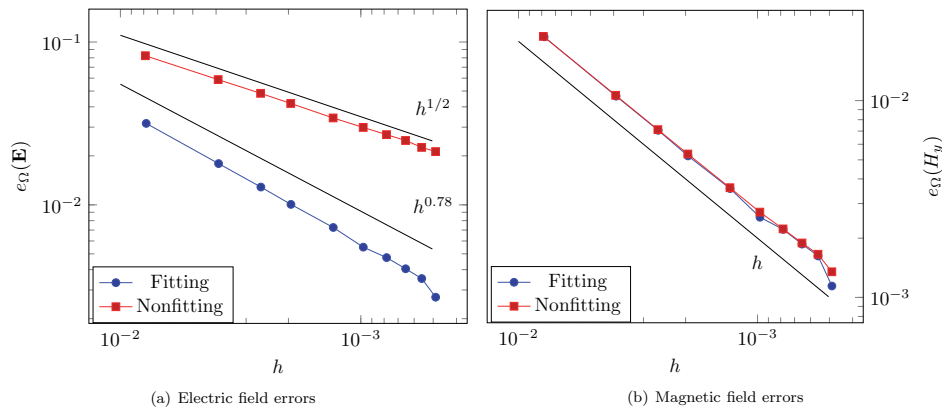 10⁻¹
10⁻²
e_Ω(𝐄)
h^{1/2}
h^{0.78}
Fitting
Nonfitting
10⁻²
10⁻³
h
(a) Electric field errors
10⁻²
10⁻³
e_Ω(H_y)
h
Fitting
Nonfitting
10⁻²
10⁻³
h
(b) Magnetic field errors